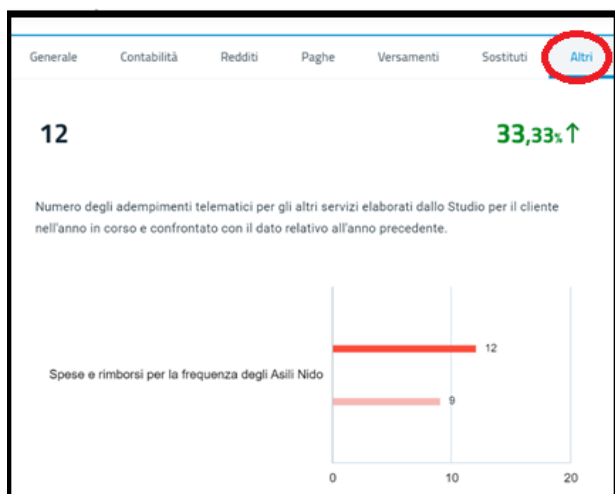 Generale Contabilità Redditi Paghe Versamenti Sostituti Altri
12 33,33% ↑
Numero degli adempimenti telematici per gli altri servizi elaborati dallo Studio per il cliente
nell'anno in corso e confrontato con il dato relativo all'anno precedente.
12
Spese e rimborsi per la frequenza degli Asili Nido
9
0 10 20